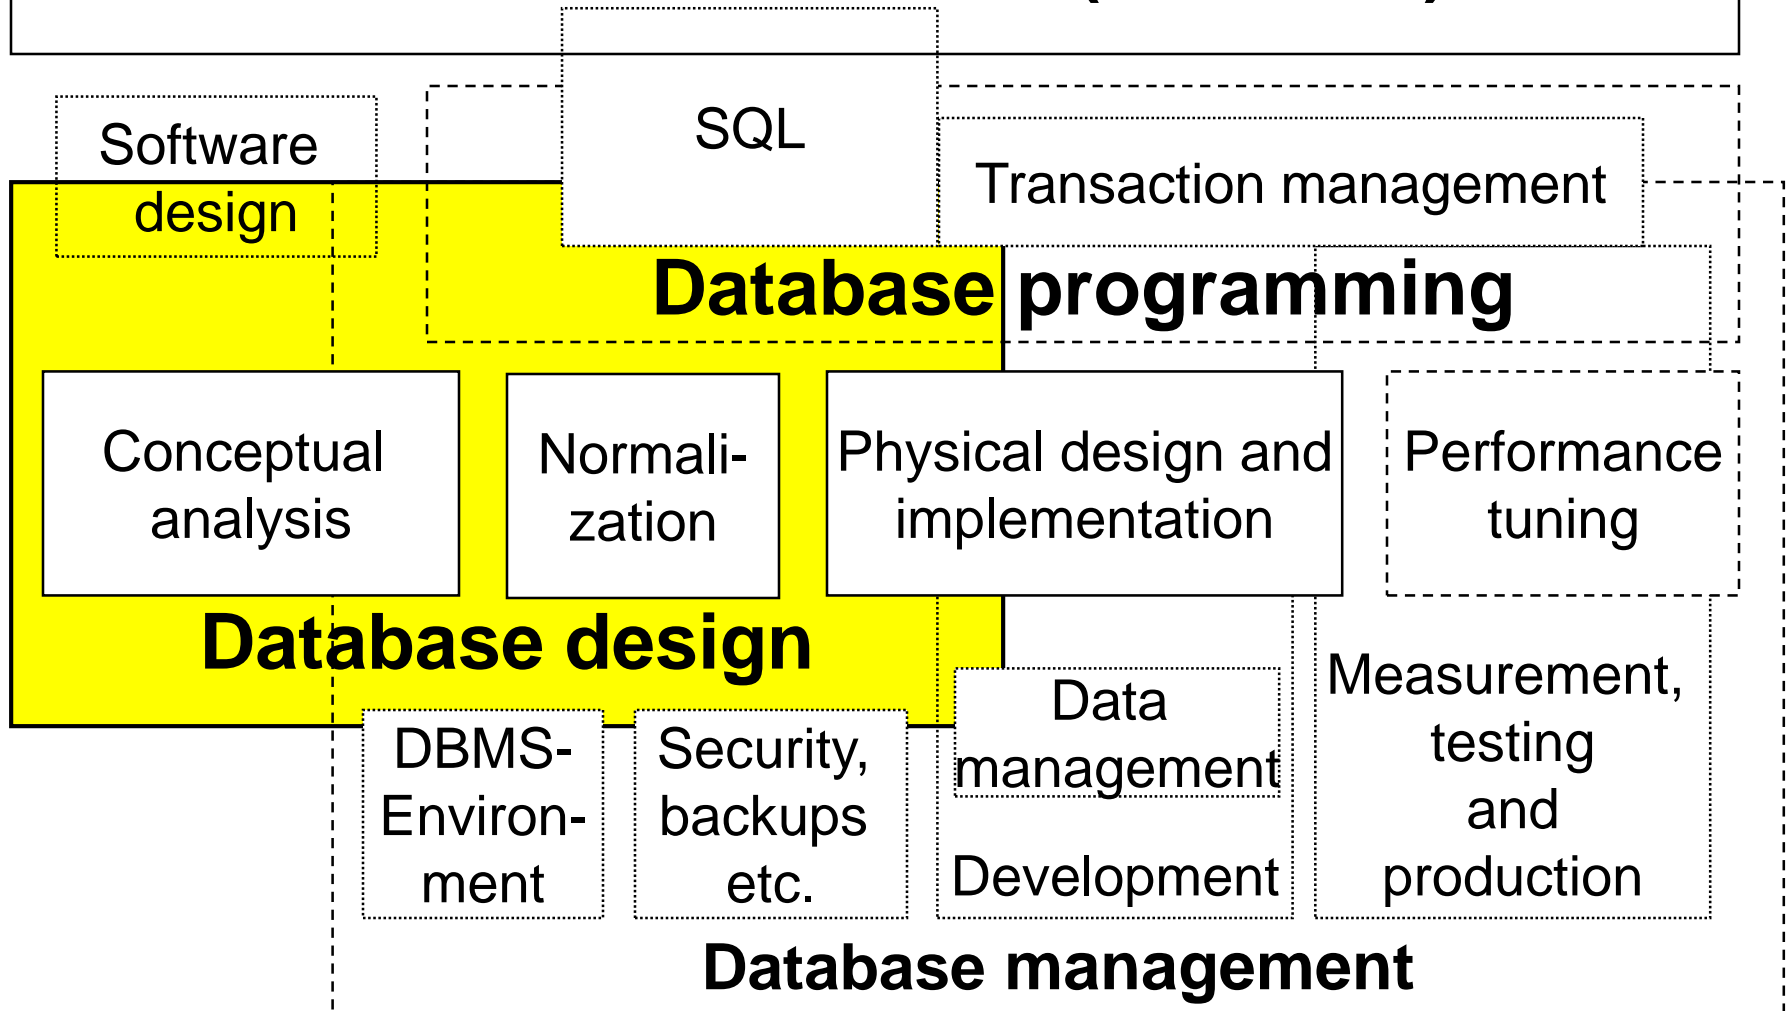 SQL
Software
design
Transaction management
Database programming
Conceptual
analysis
Normali-
zation
Physical design and
implementation
Performance
tuning
Database design
DBMS-
Environ-
ment
Security,
backups
etc.
Data
management
Development
Measurement,
testing
and
production
Database management